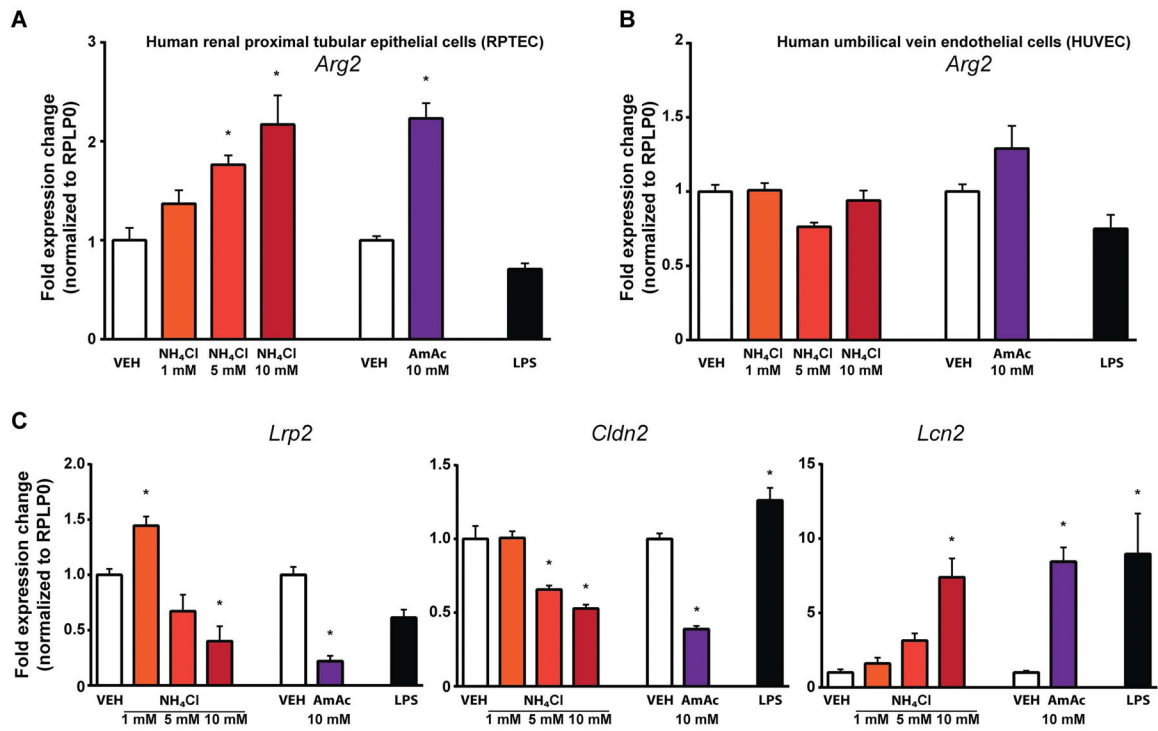 A
Human renal proximal tubular epithelial cells (RPTEC)
Arg2
Fold expression change
(normalized to RPLP0)
3
2
1
0
*
*
*
VEH
NH₄Cl
1 mM
NH₄Cl
5 mM
NH₄Cl
10 mM
VEH
AmAc
10 mM
LPS
B
Human umbilical vein endothelial cells (HUVEC)
Arg2
Fold expression change
(normalized to RPLP0)
2
1.5
1
0.5
0
VEH
NH₄Cl
1 mM
NH₄Cl
5 mM
NH₄Cl
10 mM
VEH
AmAc
10 mM
LPS
C
Lrp2
Fold expression change
(normalized to RPLP0)
2.0
1.5
1.0
0.5
0
*
*
*
VEH
NH₄Cl
1 mM 5 mM 10 mM
VEH AmAc
10 mM
LPS
Cldn2
1.5
1.0
0.5
0
*
*
*
*
VEH
NH₄Cl
1 mM 5 mM 10 mM
VEH AmAc
10 mM
LPS
Lcn2
15
10
5
0
*
*
*
VEH
NH₄Cl
1 mM 5 mM 10 mM
VEH AmAc
10 mM
LPS